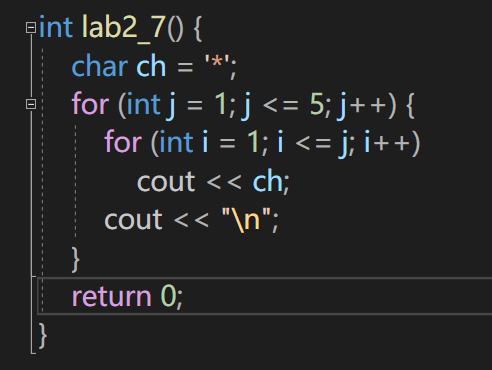 int lab2_7() {
char ch = '*';
for (int j = 1; j <= 5; j++) {
for (int i = 1; i <= j; i++)
cout << ch;
cout << "\n";
}
return 0;
}